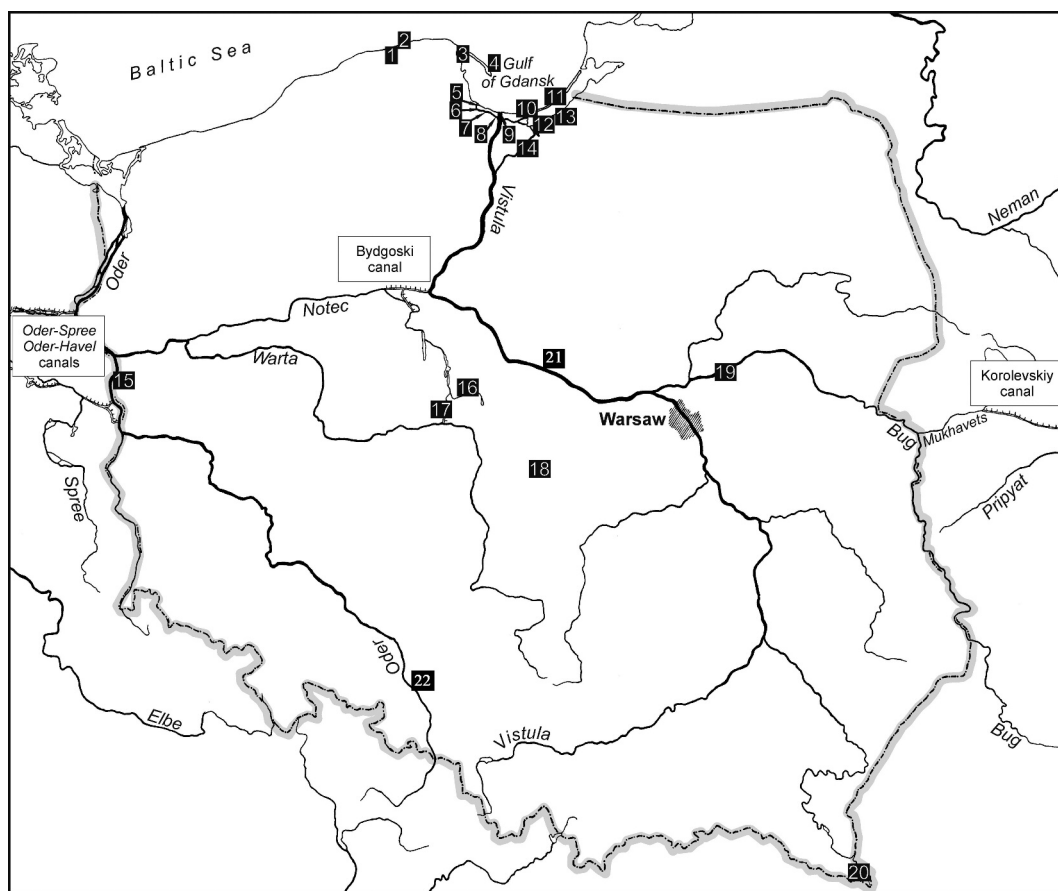 Baltic Sea
1
2
3
4
Gulf
of Gdansk
5
6
7
8
9
10
11
12
13
14
Vistula
Neman
Oder
Bydgoski
canal
Notec
Oder-Spree
Oder-Havel
canals
Warta
15
16
17
21
19
Korolevskiy
canal
Warsaw
Bug
Mukhavets
18
Spree
Pripyat
Oder
22
Elbe
Vistula
Bug
20